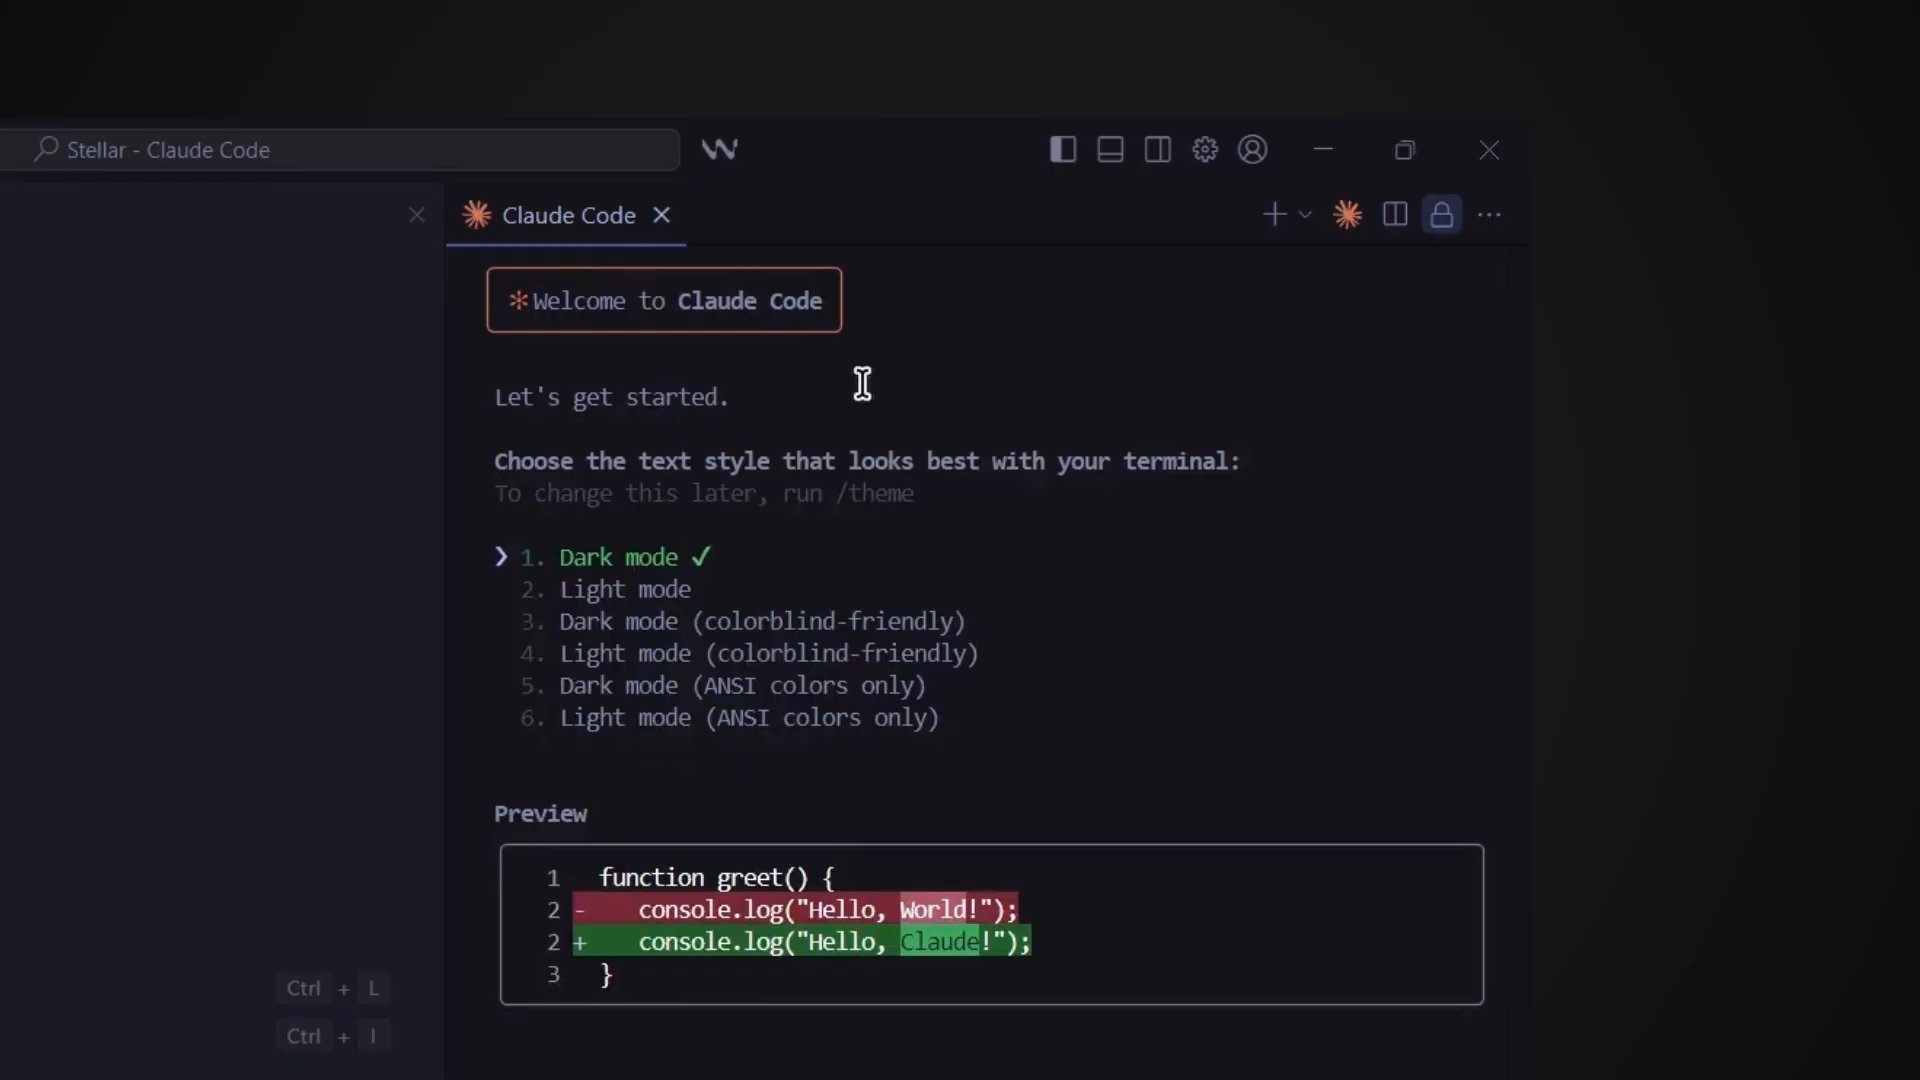 Stellar - Claude Code
Claude Code
Welcome to Claude Code
Let's get started.
Choose the text style that looks best with your terminal:
To change this later, run /theme
❯ 1. Dark mode ✓
2. Light mode
3. Dark mode (colorblind-friendly)
4. Light mode (colorblind-friendly)
5. Dark mode (ANSI colors only)
6. Light mode (ANSI colors only)
Preview
1 function greet() {
2 - console.log("Hello, World!");
2 + console.log("Hello, Claude!");
3 }
Ctrl + L
Ctrl + I